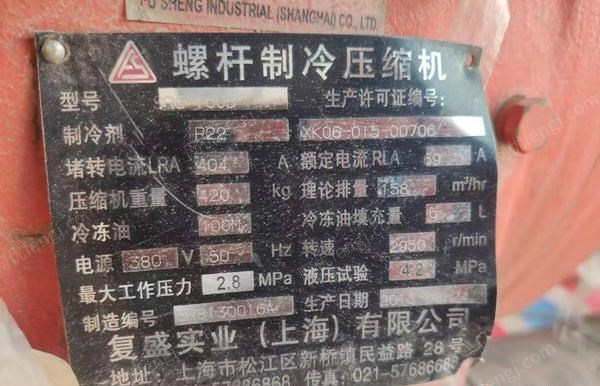 FU SHENG INDUSTRIAL (SHANGHAI) CO., LTD.
螺杆制冷压缩机
型号 生产许可证编号:
制冷剂 R22 XK06-015-00706
堵转电流LRA 404 A 额定电流RLA 69 A
压缩机重量 420 kg 理论排量 158 m³/hr
冷冻油 100M 冷冻油填充量 9 L
电源 380 V 50 Hz 转速 2950 r/min
最大工作压力 2.8 MPa 液压试验 4.2 MPa
制造编号 生产日期
复盛实业(上海)有限公司
地址: 上海市松江区新桥镇民益路28号
-57686868 传真: 021-57686688